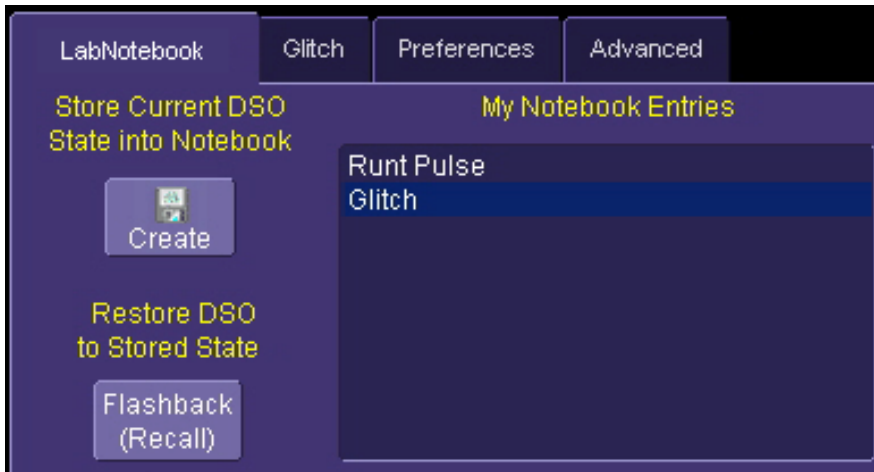 LabNotebook Glitch Preferences Advanced
Store Current DSO
State into Notebook
Create
Restore DSO
to Stored State
Flashback
(Recall)
My Notebook Entries
Runt Pulse
Glitch